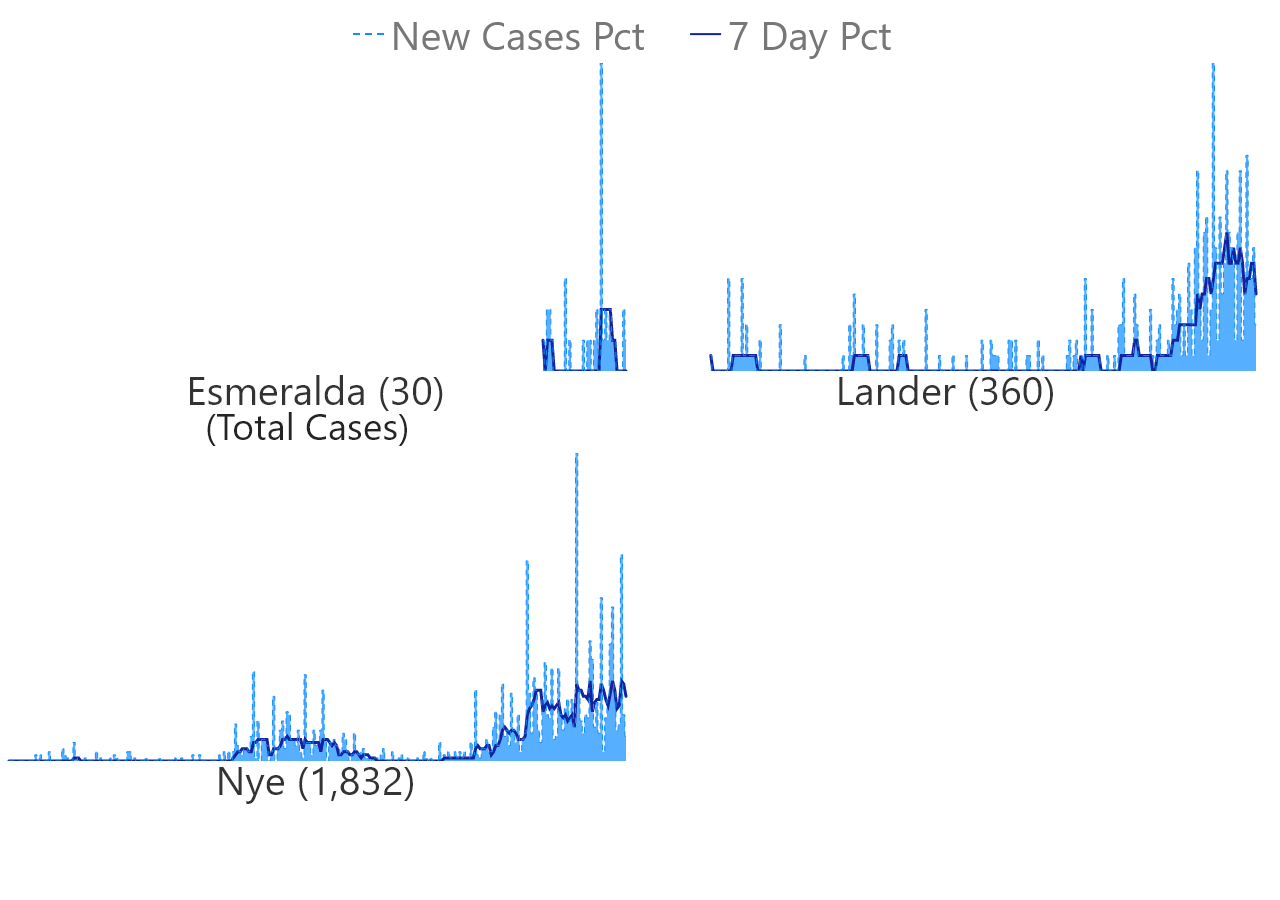 New Cases Pct 7 Day Pct
Esmeralda (30)
(Total Cases)
Lander (360)
Nye (1,832)